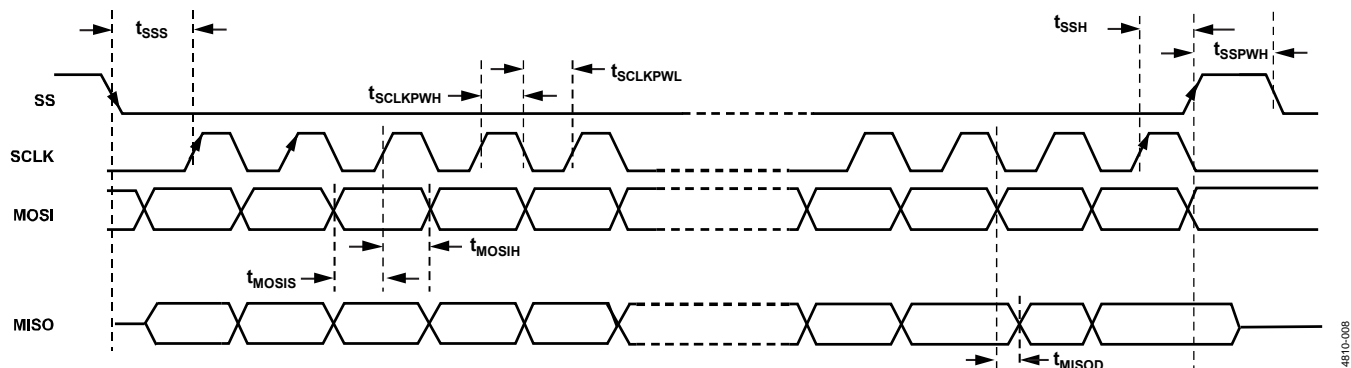 tSSS
tSSH
tSSPWH
tSCLKPWL
tSCLKPWH
SS
SCLK
MOSI
tMOSIH
tMOSIS
MISO
tMISOD
4810-008